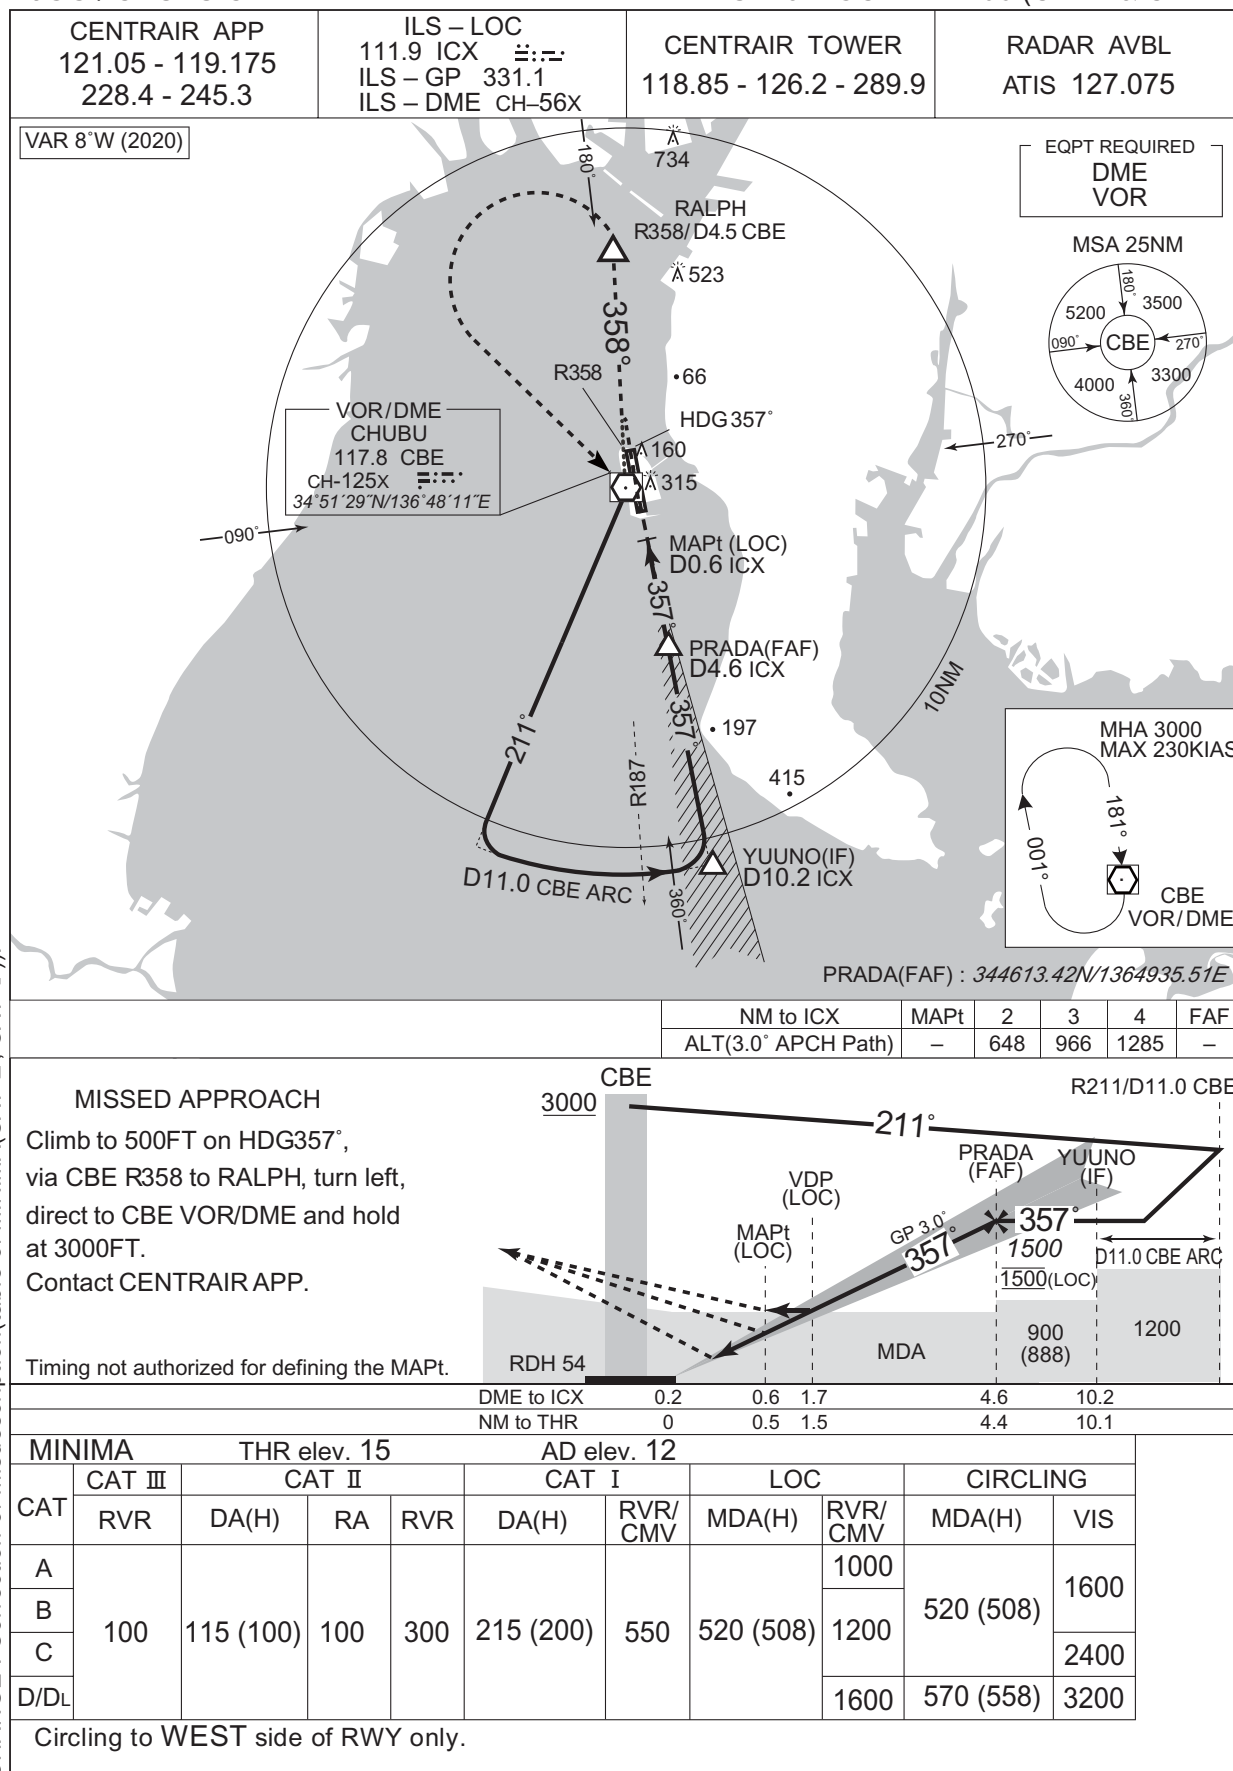 CENTRAIR APP
121.05 - 119.175
228.4 - 245.3
ILS – LOC
111.9 ICX
ILS – GP 331.1
ILS – DME CH–56X
CENTRAIR TOWER
118.85 - 126.2 - 289.9
RADAR AVBL
ATIS 127.075
VAR 8°W (2020)
EQPT REQUIRED
DME
VOR
180°
734
RALPH
R358/ D4.5 CBE
523
358°
R358
66
HDG 357°
160
315
VOR/DME
CHUBU
117.8 CBE
CH-125X
34°51′29″N/136°48′11″E
090°
270°
MSA 25NM
180°
5200
3500
090°
CBE
270°
4000
3300
360°
MAPt (LOC)
D0.6 ICX
357°
PRADA(FAF)
D4.6 ICX
357°
197
10NM
211°
R187
415
YUUNO(IF)
D10.2 ICX
D11.0 CBE ARC
360°
MHA 3000
MAX 230KIAS
181°
001°
CBE
VOR/DME
PRADA(FAF) : 344613.42N/1364935.51E
NM to ICX MAPt 2 3 4 FAF
ALT(3.0° APCH Path) – 648 966 1285 –
MISSED APPROACH
Climb to 500FT on HDG357°,
via CBE R358 to RALPH, turn left,
direct to CBE VOR/DME and hold
at 3000FT.
Contact CENTRAIR APP.
Timing not authorized for defining the MAPt.
CBE
3000
R211/D11.0 CBE
211°
PRADA
(FAF)
YUUNO
(IF)
VDP
(LOC)
MAPt
(LOC)
GP 3.0°
357°
357°
1500
1500(LOC)
D11.0 CBE ARC
900
(888)
1200
MDA
RDH 54
DME to ICX 0.2 0.6 1.7 4.6 10.2
NM to THR 0 0.5 1.5 4.4 10.1
MINIMA THR elev. 15 AD elev. 12
CAT CAT Ⅲ CAT Ⅱ CAT Ⅰ LOC CIRCLING
RVR DA(H) RA RVR DA(H) RVR/CMV MDA(H) RVR/CMV MDA(H) VIS
A 1000
B 1600
100 115 (100) 100 300 215 (200) 550 520 (508) 1200 520 (508)
C 2400
D/DL 1600 570 (558) 3200
Circling to WEST side of RWY only.